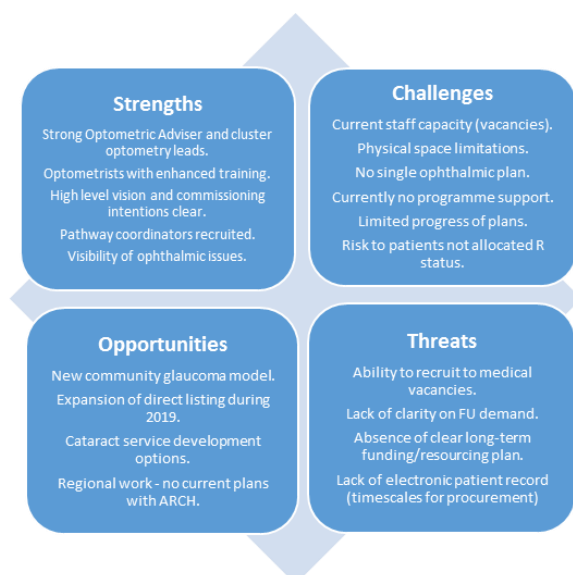 Strengths
Strong Optometric Adviser and cluster
optometry leads.
Optometrists with enhanced training.
High level vision and commissioning
intentions clear.
Pathway coordinators recruited.
Visibility of ophthalmic issues.
Challenges
Current staff capacity (vacancies).
Physical space limitations.
No single ophthalmic plan.
Currently no programme support.
Limited progress of plans.
Risk to patients not allocated R
status.
Opportunities
New community glaucoma model.
Expansion of direct listing during
2019.
Cataract service development
options.
Regional work - no current plans
with ARCH.
Threats
Ability to recruit to medical
vacancies.
Lack of clarity on FU demand.
Absence of clear long-term
funding/resourcing plan.
Lack of electronic patient record
(timescales for procurement)